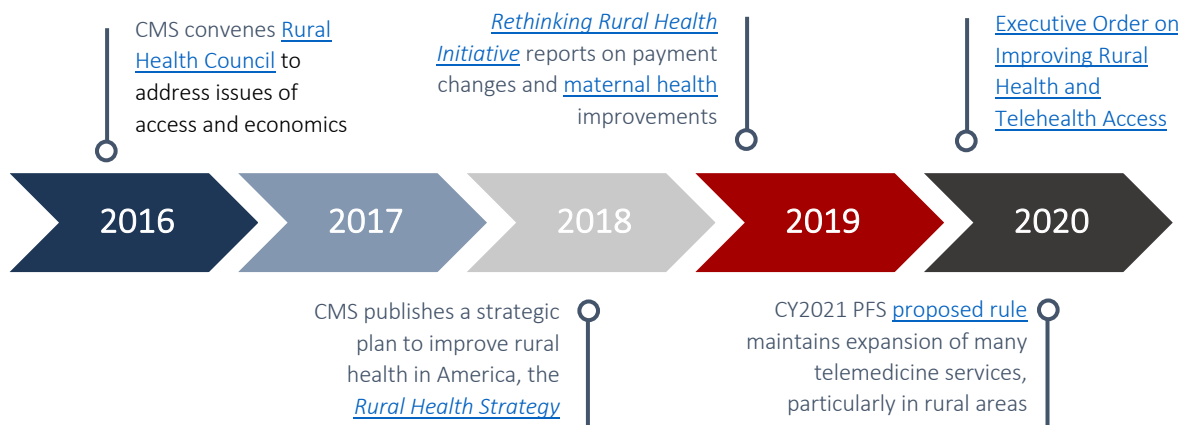 CMS convenes Rural
Health Council to
address issues of
access and economics
Rethinking Rural Health
Initiative reports on payment
changes and maternal health
improvements
Executive Order on
Improving Rural
Health and
Telehealth Access
2016
2017
2018
2019
2020
CMS publishes a strategic
plan to improve rural
health in America, the
Rural Health Strategy
CY2021 PFS proposed rule
maintains expansion of many
telemedicine services,
particularly in rural areas